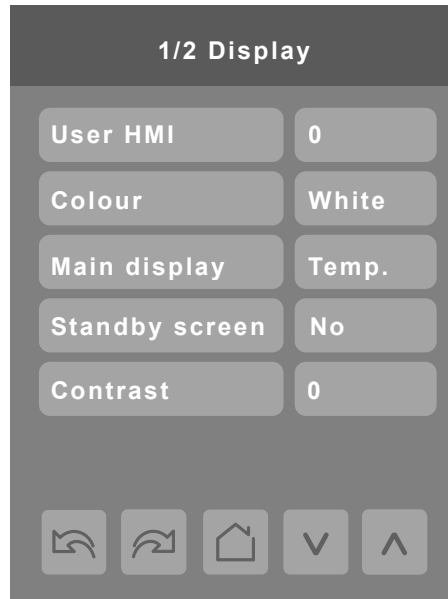 1/2 Display
User HMI 0
Colour White
Main display Temp.
Standby screen No
Contrast 0